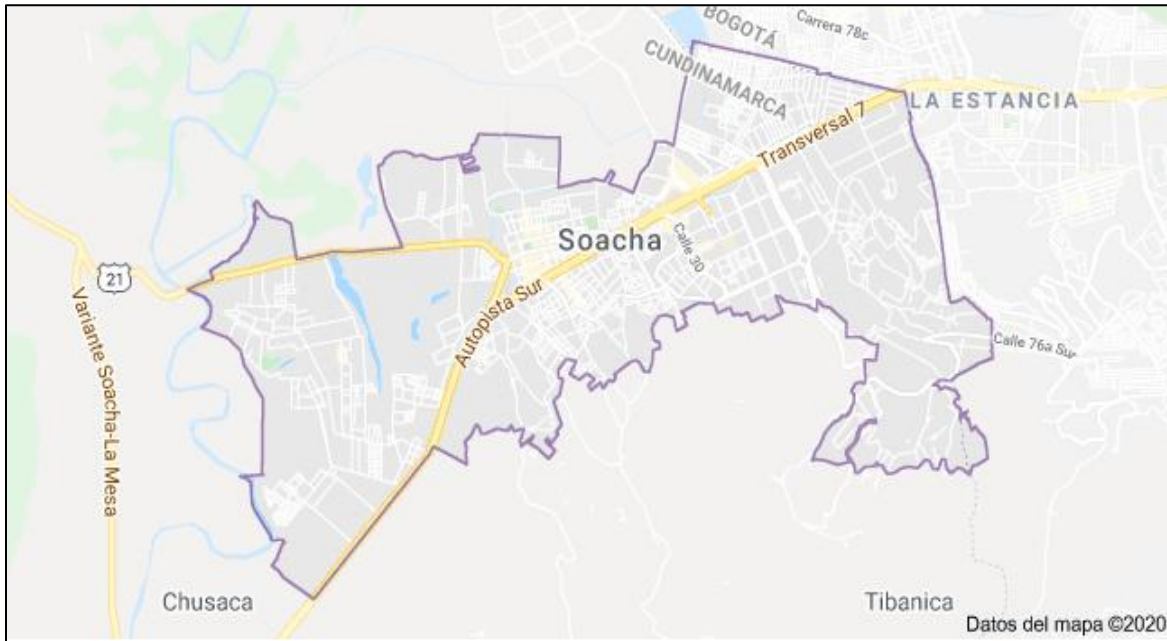 BOGOTÁ
CUNDINAMARCA
Carrera 78c
LA ESTANCIA
Transversal 7
Soacha
Calle 30
21
Autopista Sur
Variante Soacha-La Mesa
Calle 76a Sur
Chusaca
Tibanica
Datos del mapa ©2020